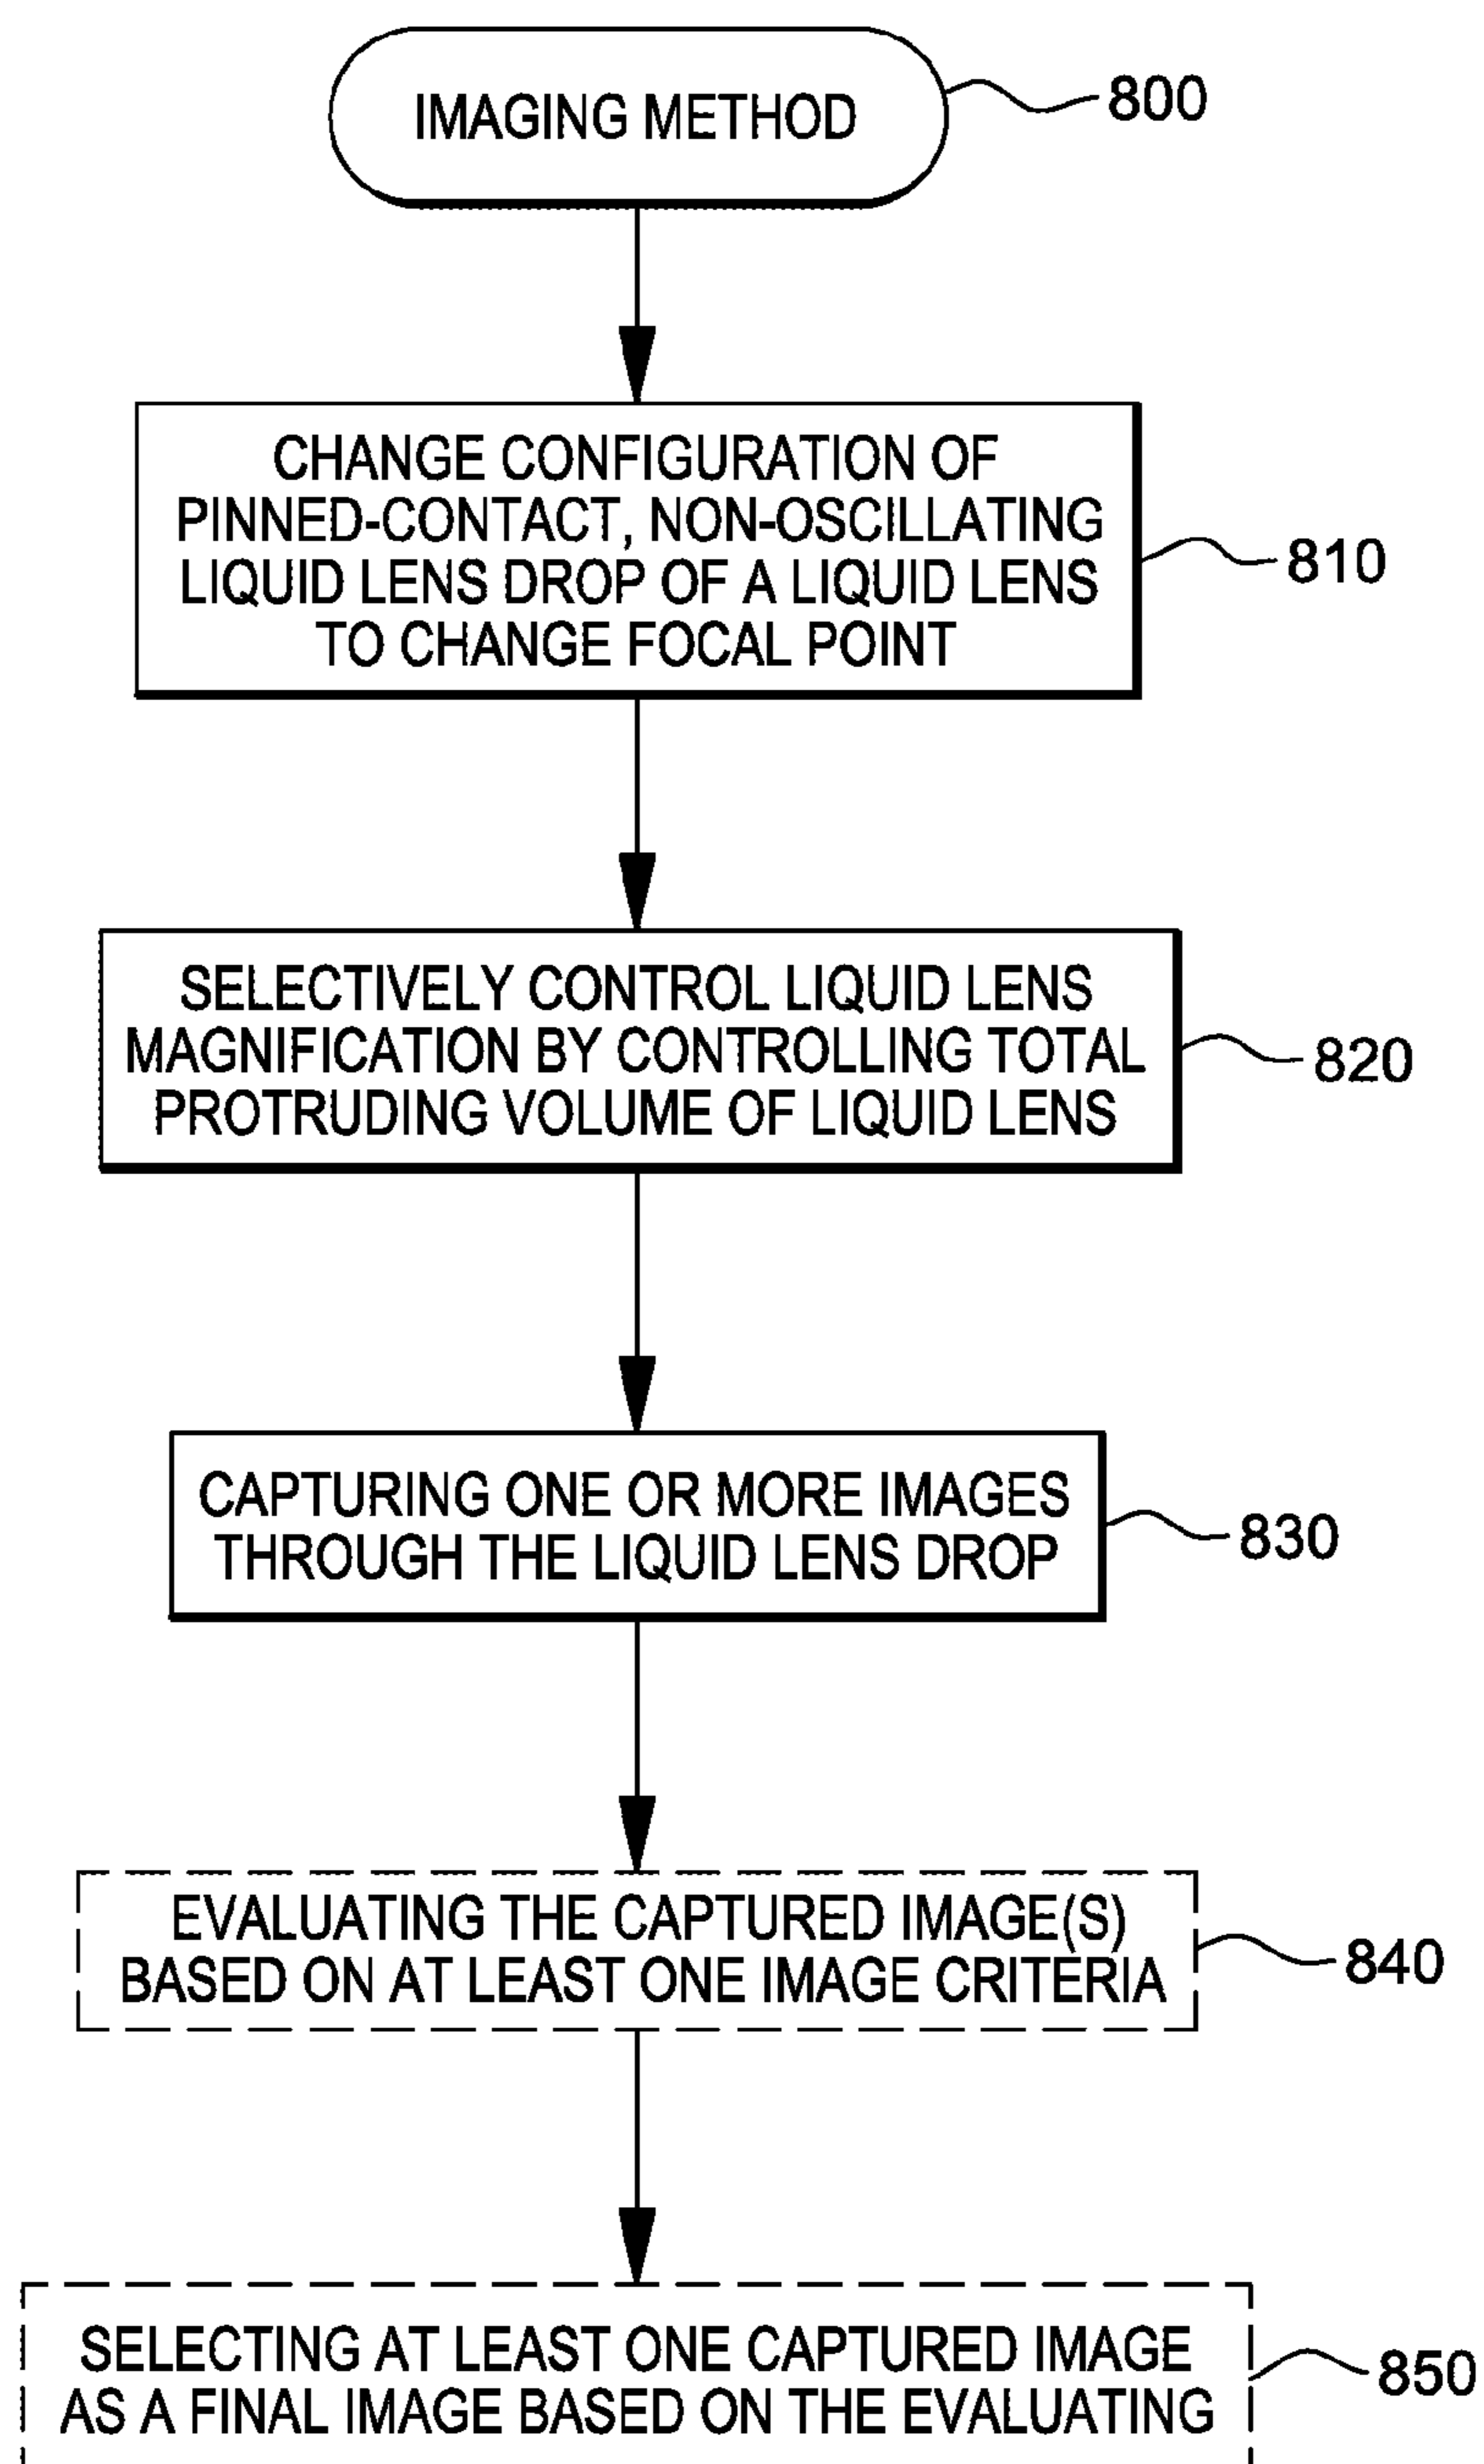 IMAGING METHOD
800
CHANGE CONFIGURATION OF
PINNED-CONTACT, NON-OSCILLATING
LIQUID LENS DROP OF A LIQUID LENS
TO CHANGE FOCAL POINT
810
SELECTIVELY CONTROL LIQUID LENS
MAGNIFICATION BY CONTROLLING TOTAL
PROTRUDING VOLUME OF LIQUID LENS
820
CAPTURING ONE OR MORE IMAGES
THROUGH THE LIQUID LENS DROP
830
EVALUATING THE CAPTURED IMAGE(S)
BASED ON AT LEAST ONE IMAGE CRITERIA
840
SELECTING AT LEAST ONE CAPTURED IMAGE
AS A FINAL IMAGE BASED ON THE EVALUATING
850